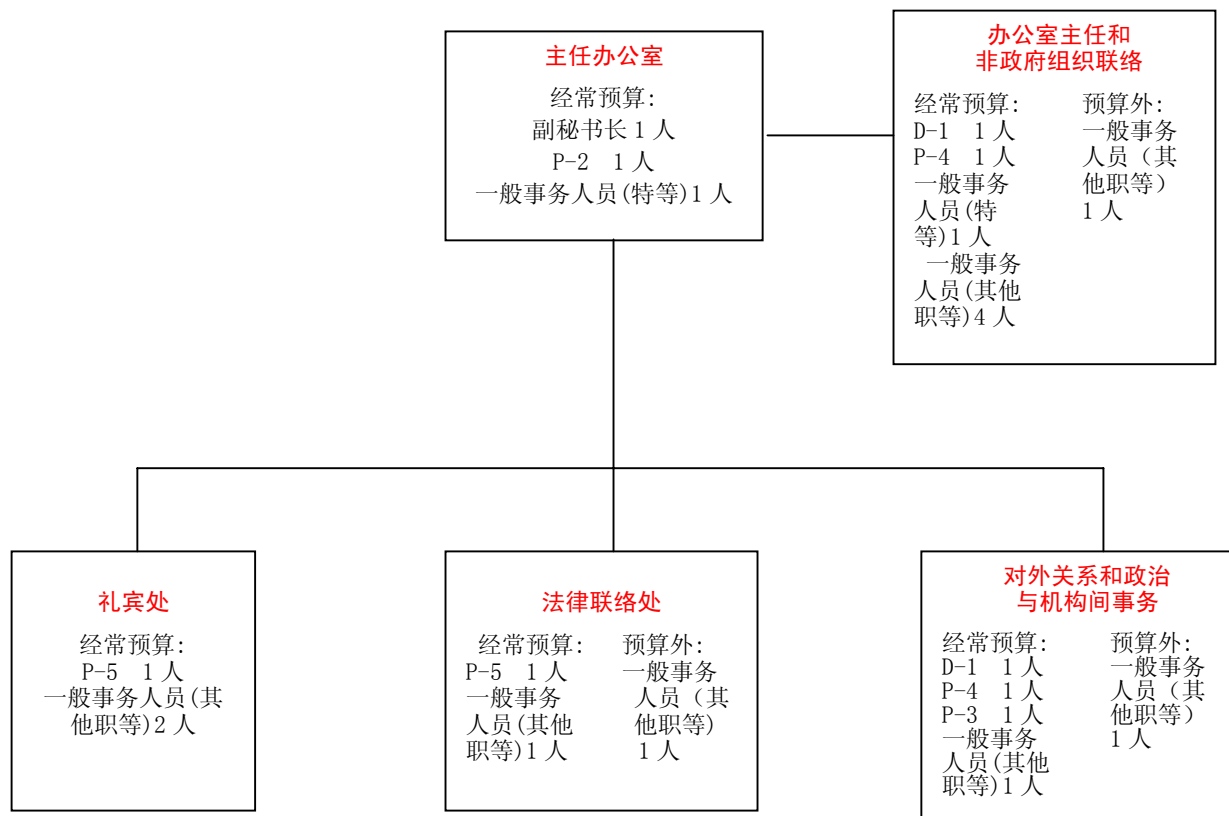 主任办公室
经常预算:
副秘书长 1 人
P-2 1 人
一般事务人员(特等)1 人
办公室主任和
非政府组织联络
经常预算:
D-1 1 人
P-4 1 人
一般事务
人员(特
等)1 人
一般事务
人员(其他
职等)4 人
预算外:
一般事务
人员（其
他职等）
1 人
礼宾处
经常预算:
P-5 1 人
一般事务人员(其
他职等)2 人
法律联络处
经常预算:
P-5 1 人
一般事务
人员(其他
职等)1 人
预算外:
一般事务
人员（其
他职等)
1 人
对外关系和政治
与机构间事务
经常预算:
D-1 1 人
P-4 1 人
P-3 1 人
一般事务
人员(其他
职等)1 人
预算外:
一般事务
人员（其
他职等）
1 人